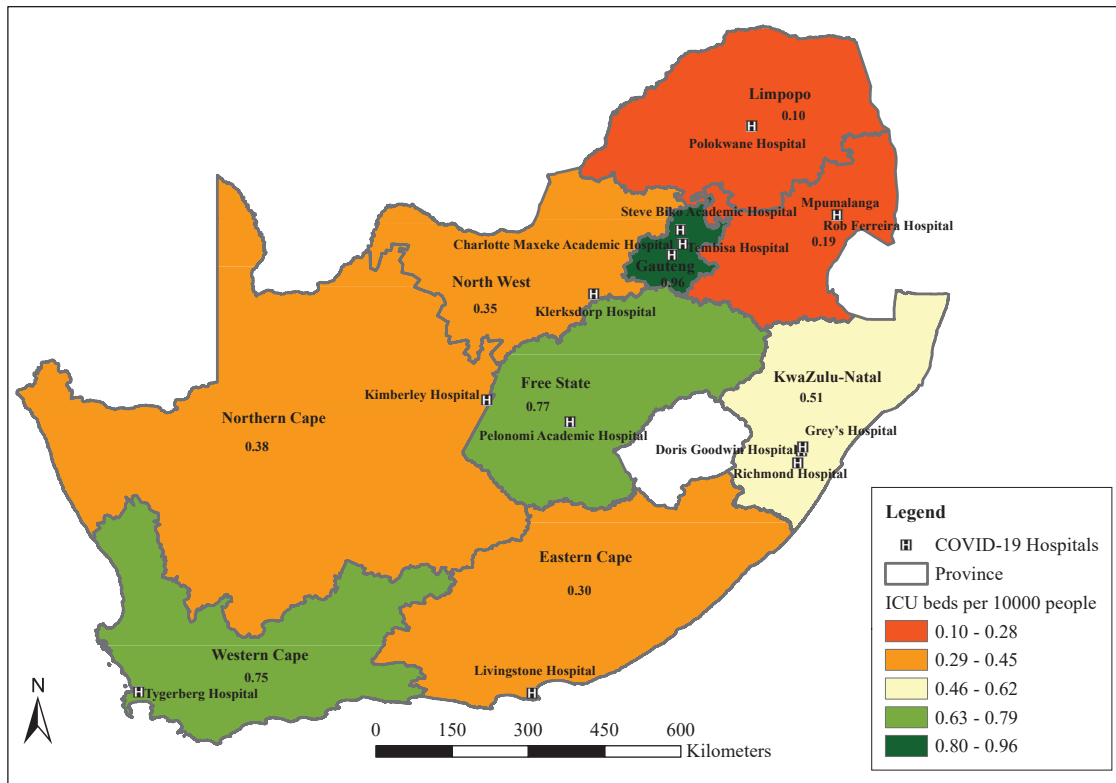 Limpopo
0.10
Polokwane Hospital
Mpumalanga
Steve Biko Academic Hospital
Rob Ferreira Hospital
0.19
Charlotte Maxeke Academic Hospital
Tembisa Hospital
Gauteng
0.96
North West
0.35
Klerksdorp Hospital
KwaZulu-Natal
0.51
Free State
0.77
Kimberley Hospital
Northern Cape
0.38
Pelonomi Academic Hospital
Grey's Hospital
Doris Goodwin Hospital
Richmond Hospital
Eastern Cape
0.30
Western Cape
0.75
Livingstone Hospital
Tygerberg Hospital
N
0 150 300 450 600
Kilometers
Legend
H COVID-19 Hospitals
Province
ICU beds per 10000 people
0.10 - 0.28
0.29 - 0.45
0.46 - 0.62
0.63 - 0.79
0.80 - 0.96